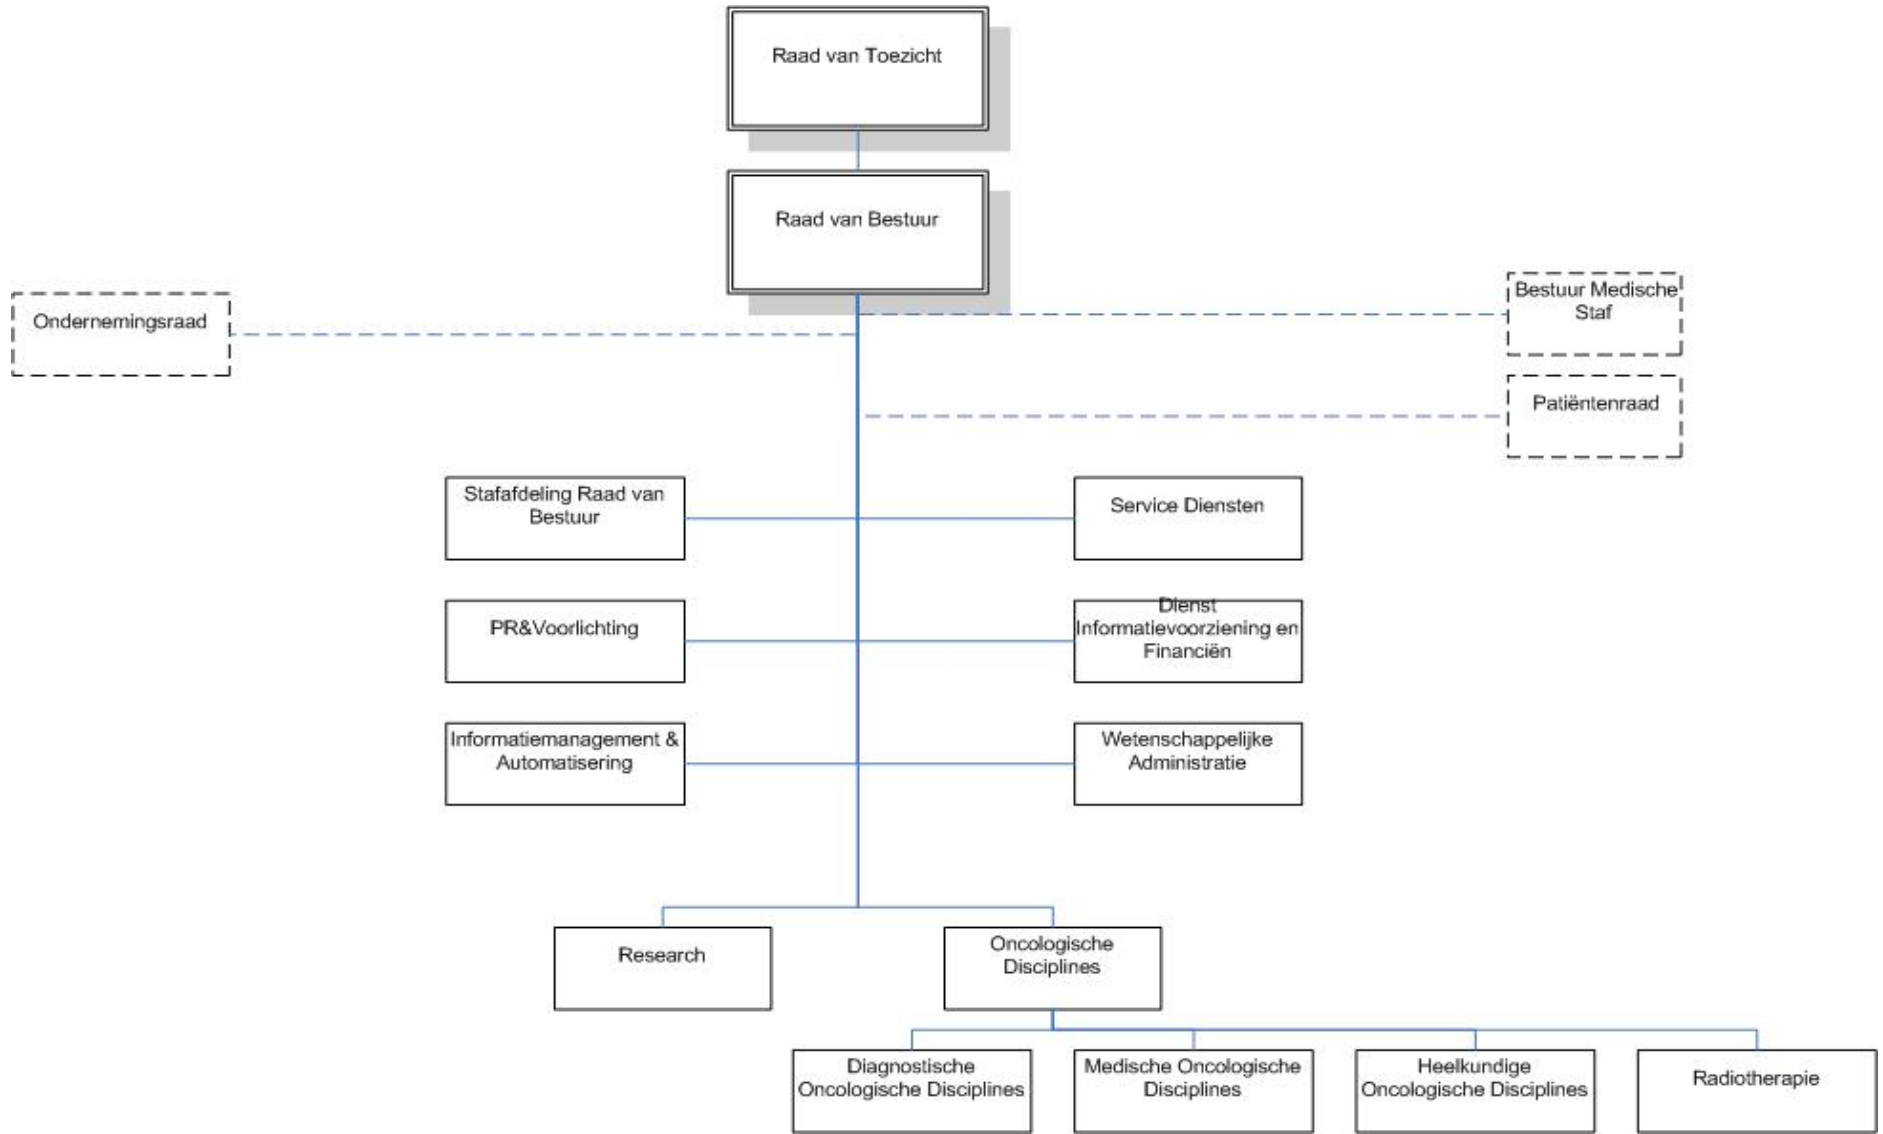 Raad van Toezicht
Raad van Bestuur
Ondernemingsraad
Bestuur Medische
Staf
Patiëntenraad
Stafafdeling Raad van
Bestuur
Service Diensten
PR&Voorlichting
Dienst
Informatievoorziening en
Financiën
Informatiemanagement &
Automatisering
Wetenschappelijke
Administratie
Research
Oncologische
Disciplines
Diagnostische
Oncologische Disciplines
Medische Oncologische
Disciplines
Heelkundige
Oncologische Disciplines
Radiotherapie